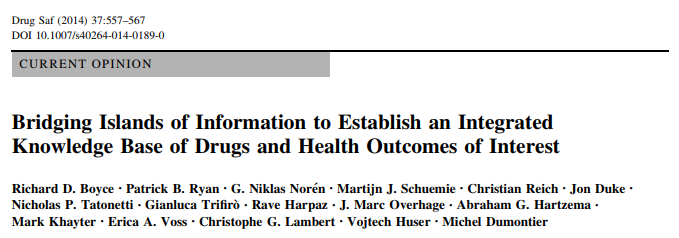 Drug Saf (2014) 37:557–567
DOI 10.1007/s40264-014-0189-0
CURRENT OPINION
Bridging Islands of Information to Establish an Integrated
Knowledge Base of Drugs and Health Outcomes of Interest
Richard D. Boyce · Patrick B. Ryan · G. Niklas Norén · Martijn J. Schuemie · Christian Reich · Jon Duke ·
Nicholas P. Tatonetti · Gianluca Trifirò · Rave Harpaz · J. Marc Overhage · Abraham G. Hartzema ·
Mark Khayter · Erica A. Voss · Christophe G. Lambert · Vojtech Huser · Michel Dumontier